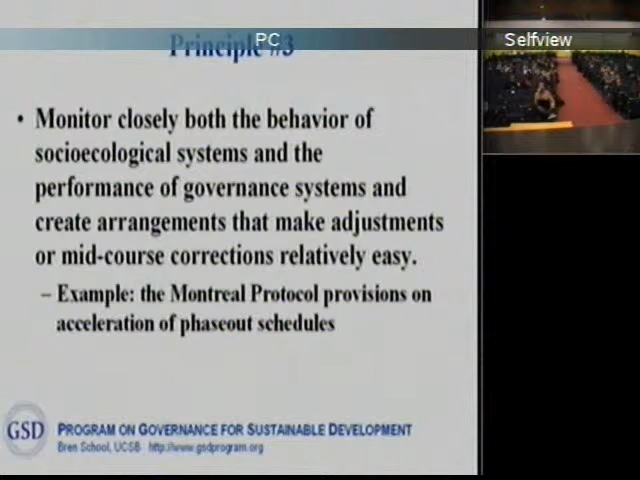 PC
Selfview
Principle #3
• Monitor closely both the behavior of
socioecological systems and the
performance of governance systems and
create arrangements that make adjustments
or mid-course corrections relatively easy.
– Example: the Montreal Protocol provisions on
acceleration of phaseout schedules
GSD
PROGRAM ON GOVERNANCE FOR SUSTAINABLE DEVELOPMENT
Bren School, UCSB http://www.gsdprogram.org